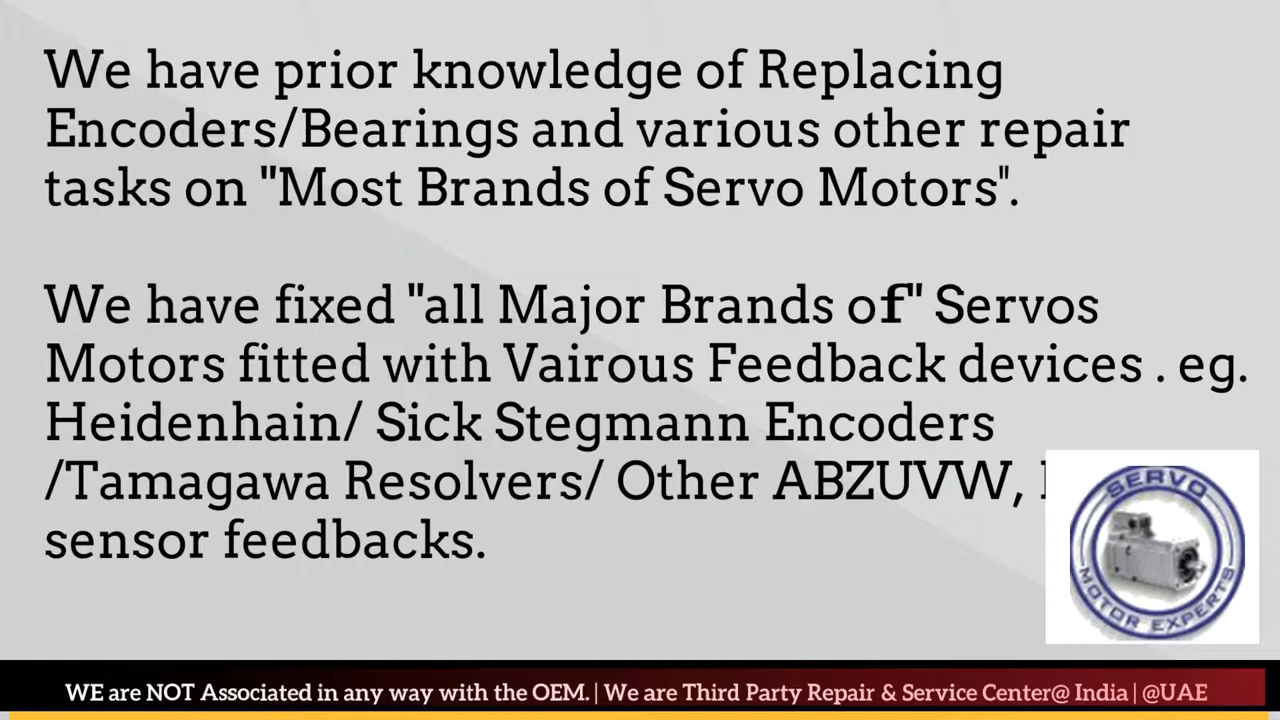 We have prior knowledge of Replacing
Encoders/Bearings and various other repair
tasks on "Most Brands of Servo Motors".
We have fixed "all Major Brands of" Servos
Motors fitted with Vairous Feedback devices . eg.
Heidenhain/ Sick Stegmann Encoders
/Tamagawa Resolvers/ Other ABZUVW,
sensor feedbacks.
SERVO
MOTOR EXPERTS
WE are NOT Associated in any way with the OEM. | We are Third Party Repair & Service Center@ India | @UAE